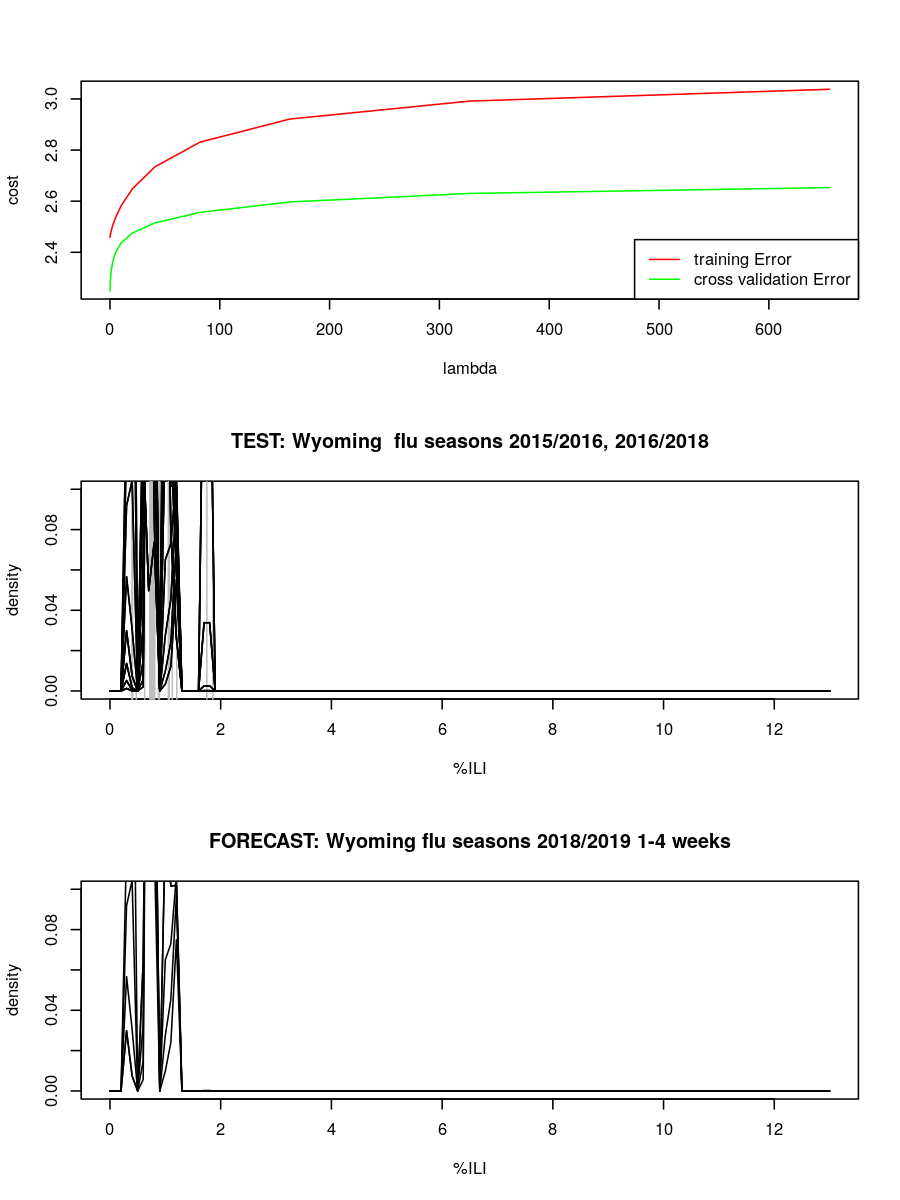 cost
2.4 2.6 2.8 3.0
training Error
cross validation Error
0 100 200 300 400 500 600
lambda
TEST: Wyoming  flu seasons 2015/2016, 2016/2018
density
0.00 0.04 0.08
0 2 4 6 8 10 12
%ILI
FORECAST: Wyoming flu seasons 2018/2019 1-4 weeks
density
0.00 0.04 0.08
0 2 4 6 8 10 12
%ILI